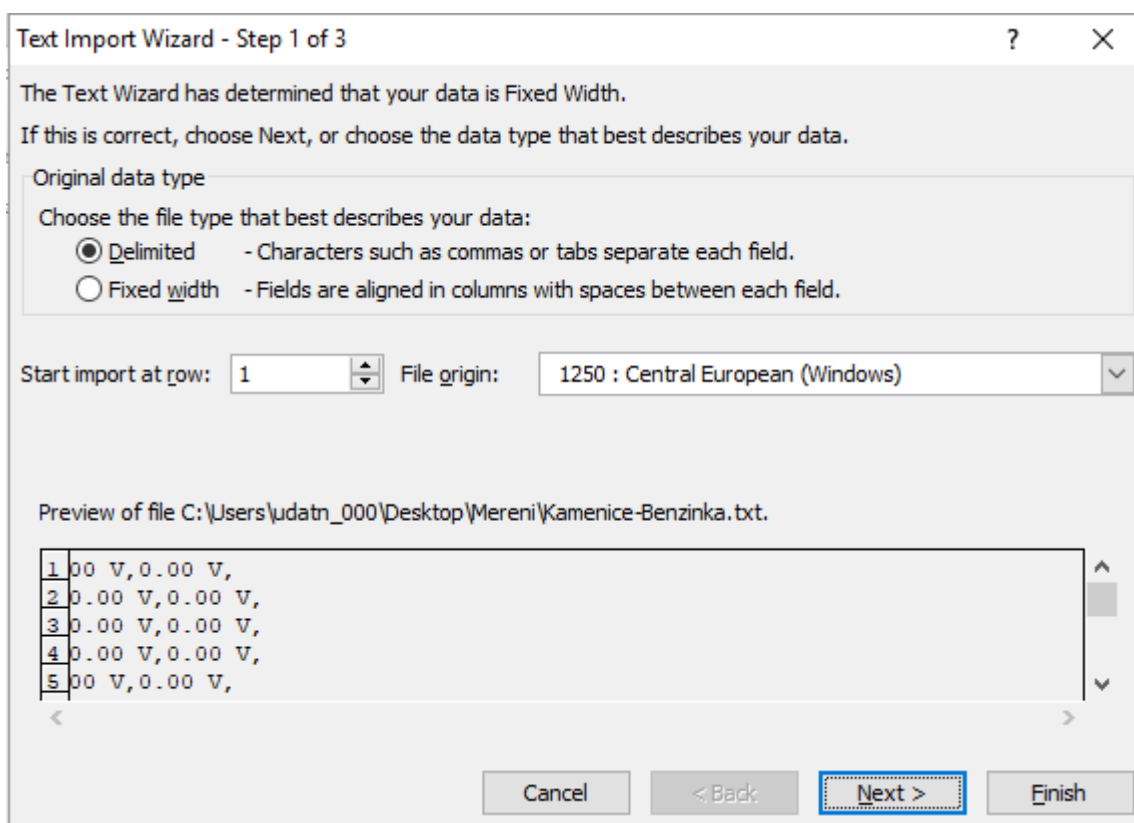 Text Import Wizard - Step 1 of 3 ?
The Text Wizard has determined that your data is Fixed Width.
If this is correct, choose Next, or choose the data type that best describes your data.
Original data type
Choose the file type that best describes your data:
Delimited - Characters such as commas or tabs separate each field.
Fixed width - Fields are aligned in columns with spaces between each field.
Start import at row: 1 File origin: 1250 : Central European (Windows)
Preview of file C:\Users\udatn_000\Desktop\Mereni\Kamenice-Benzinka.txt.
1 00 V,0.00 V,
2 0.00 V,0.00 V,
3 0.00 V,0.00 V,
4 0.00 V,0.00 V,
5 00 V,0.00 V,
Cancel < Back Next > Finish